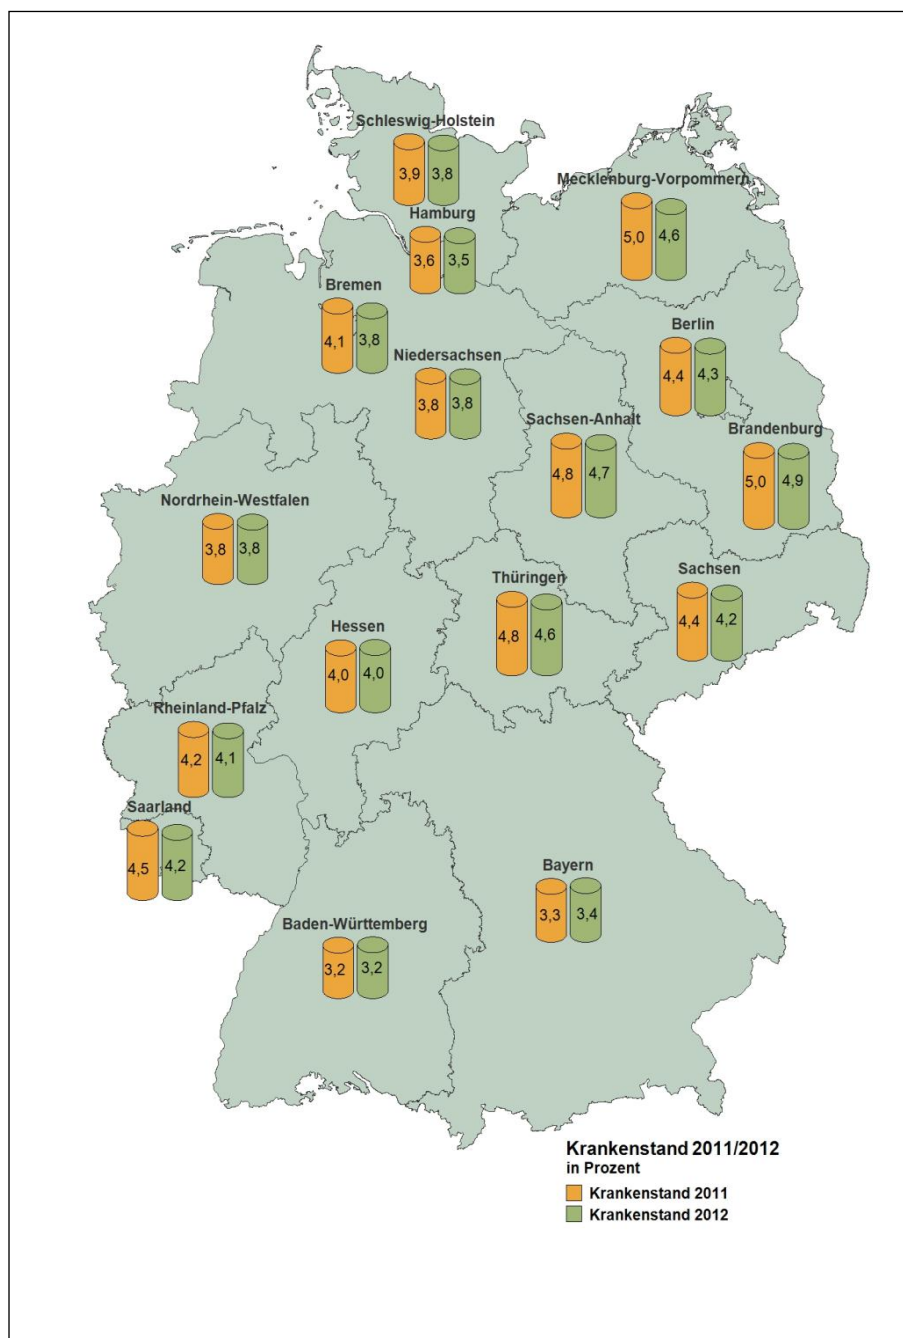 Schleswig-Holstein
3,9 3,8
Mecklenburg-Vorpommern
5,0 4,6
Hamburg
3,6 3,5
Bremen
4,1 3,8
Berlin
4,4 4,3
Niedersachsen
3,8 3,8
Sachsen-Anhalt
4,8 4,7
Brandenburg
5,0 4,9
Nordrhein-Westfalen
3,8 3,8
Thüringen
4,8 4,6
Sachsen
4,4 4,2
Hessen
4,0 4,0
Rheinland-Pfalz
4,2 4,1
Saarland
4,5 4,2
Bayern
3,3 3,4
Baden-Württemberg
3,2 3,2
Krankenstand 2011/2012
in Prozent
Krankenstand 2011
Krankenstand 2012